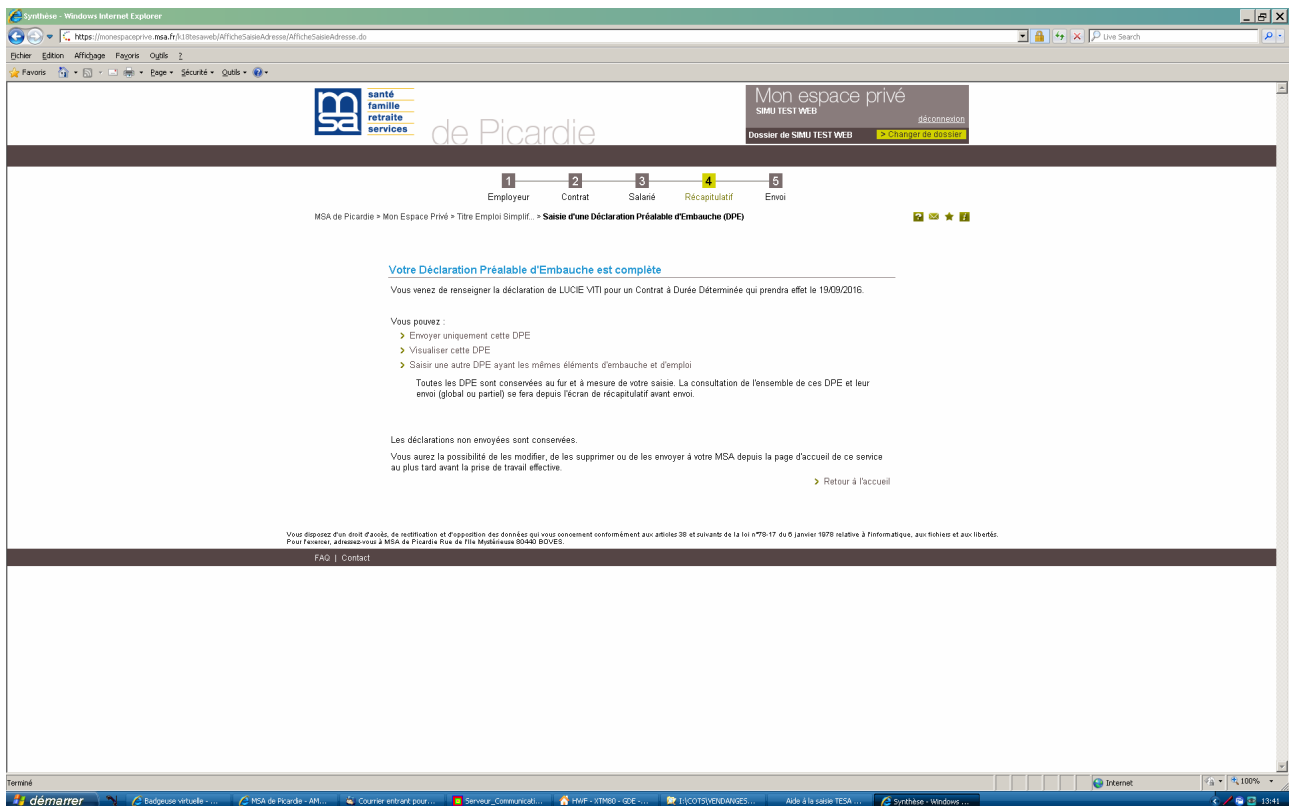 Synthèse - Windows Internet Explorer
https://monespaceprive.msa.fr/k18tesaweb/AfficheSaisieAdresse/AfficheSaisieAdresse.do
Live Search
Fichier Edition Affichage Favoris Outils ?
Favoris Page Sécurité Outils
msa
santé
famille
retraite
services
de Picardie
Mon espace privé
SIMU TEST WEB
déconnexion
Dossier de SIMU TEST WEB > Changer de dossier
1 2 3 4 5
Employeur Contrat Salarié Récapitulatif Envoi
MSA de Picardie > Mon Espace Privé > Titre Emploi Simplif... > Saisie d'une Déclaration Préalable d'Embauche (DPE)
Votre Déclaration Préalable d'Embauche est complète
Vous venez de renseigner la déclaration de LUCIE VITI pour un Contrat à Durée Déterminée qui prendra effet le 19/09/2016.
Vous pouvez :
> Envoyer uniquement cette DPE
> Visualiser cette DPE
> Saisir une autre DPE ayant les mêmes éléments d'embauche et d'emploi
Toutes les DPE sont conservées au fur et à mesure de votre saisie. La consultation de l'ensemble de ces DPE et leur
envoi (global ou partiel) se fera depuis l'écran de récapitulatif avant envoi.
Les déclarations non envoyées sont conservées.
Vous aurez la possibilité de les modifier, de les supprimer ou de les envoyer à votre MSA depuis la page d'accueil de ce service
au plus tard avant la prise de travail effective.
> Retour à l'accueil
Vous disposez d'un droit d'accès, de rectification et d'opposition des données qui vous concernent conformément aux articles 38 et suivants de la loi n°78-17 du 6 janvier 1978 relative à l'informatique, aux fichiers et aux libertés.
Pour l'exercer, adressez-vous à MSA de Picardie Rue de l'Ile Mystérieuse 80440 BOVES.
FAQ | Contact
Terminé
Internet
100%
démarrer
Badgeuse virtuelle - ...
MSA de Picardie - AM...
Courrier entrant pour...
Serveur_Communicati...
HWF - XTM80 - GDE -...
I:\COTS\VENDANGES...
Aide à la saisie TESA ...
Synthèse - Windows ...
13:41